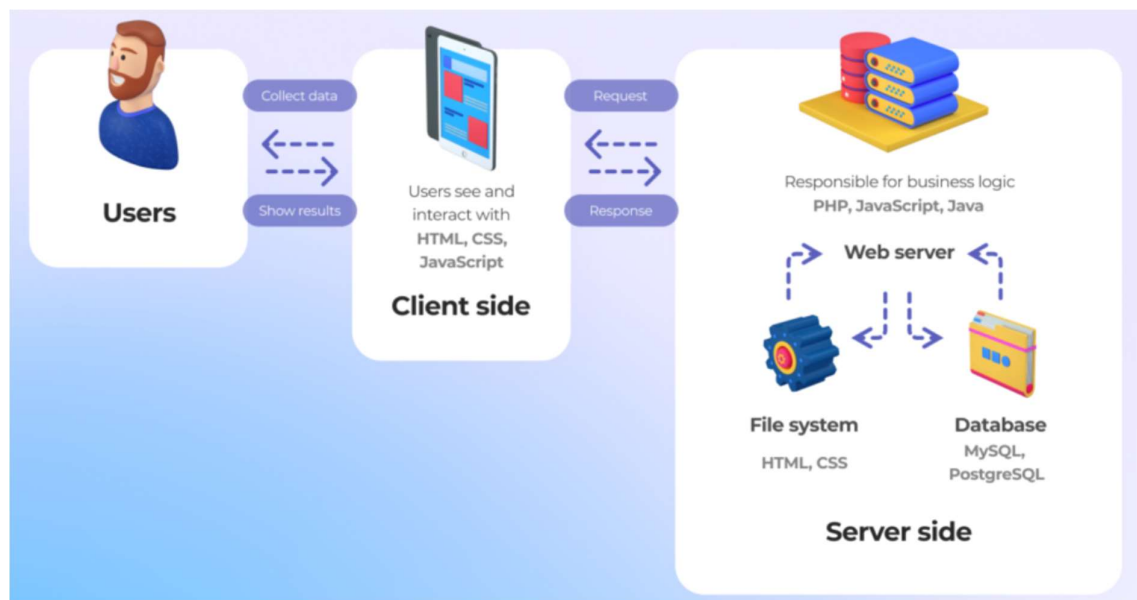 Users
Collect data
Show results
Users see and
interact with
HTML, CSS,
JavaScript
Client side
Request
Response
Responsible for business logic
PHP, JavaScript, Java
Web server
File system
HTML, CSS
Database
MySQL,
PostgreSQL
Server side